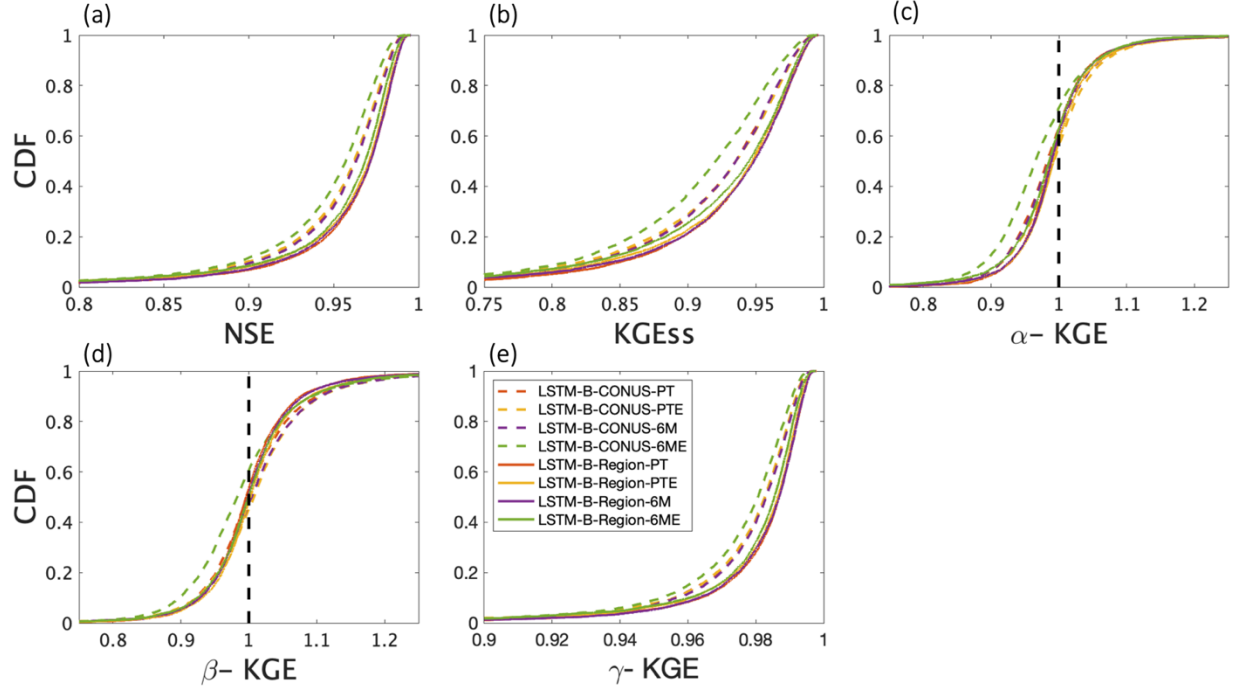 (a)
(b)
(c)
CDF
1
0.8
0.6
0.4
0.2
0
0.8
0.85
0.9
0.95
1
NSE
1
0.8
0.6
0.4
0.2
0
0.75
0.8
0.85
0.9
0.95
1
KGEss
1
0.8
0.6
0.4
0.2
0
0.8
0.9
1
1.1
1.2
α- KGE
(d)
(e)
CDF
1
0.8
0.6
0.4
0.2
0
0.8
0.9
1
1.1
1.2
β- KGE
1
0.8
0.6
0.4
0.2
0
LSTM-B-CONUS-PT
LSTM-B-CONUS-PTE
LSTM-B-CONUS-6M
LSTM-B-CONUS-6ME
LSTM-B-Region-PT
LSTM-B-Region-PTE
LSTM-B-Region-6M
LSTM-B-Region-6ME
0.9
0.92
0.94
0.96
0.98
1
γ- KGE